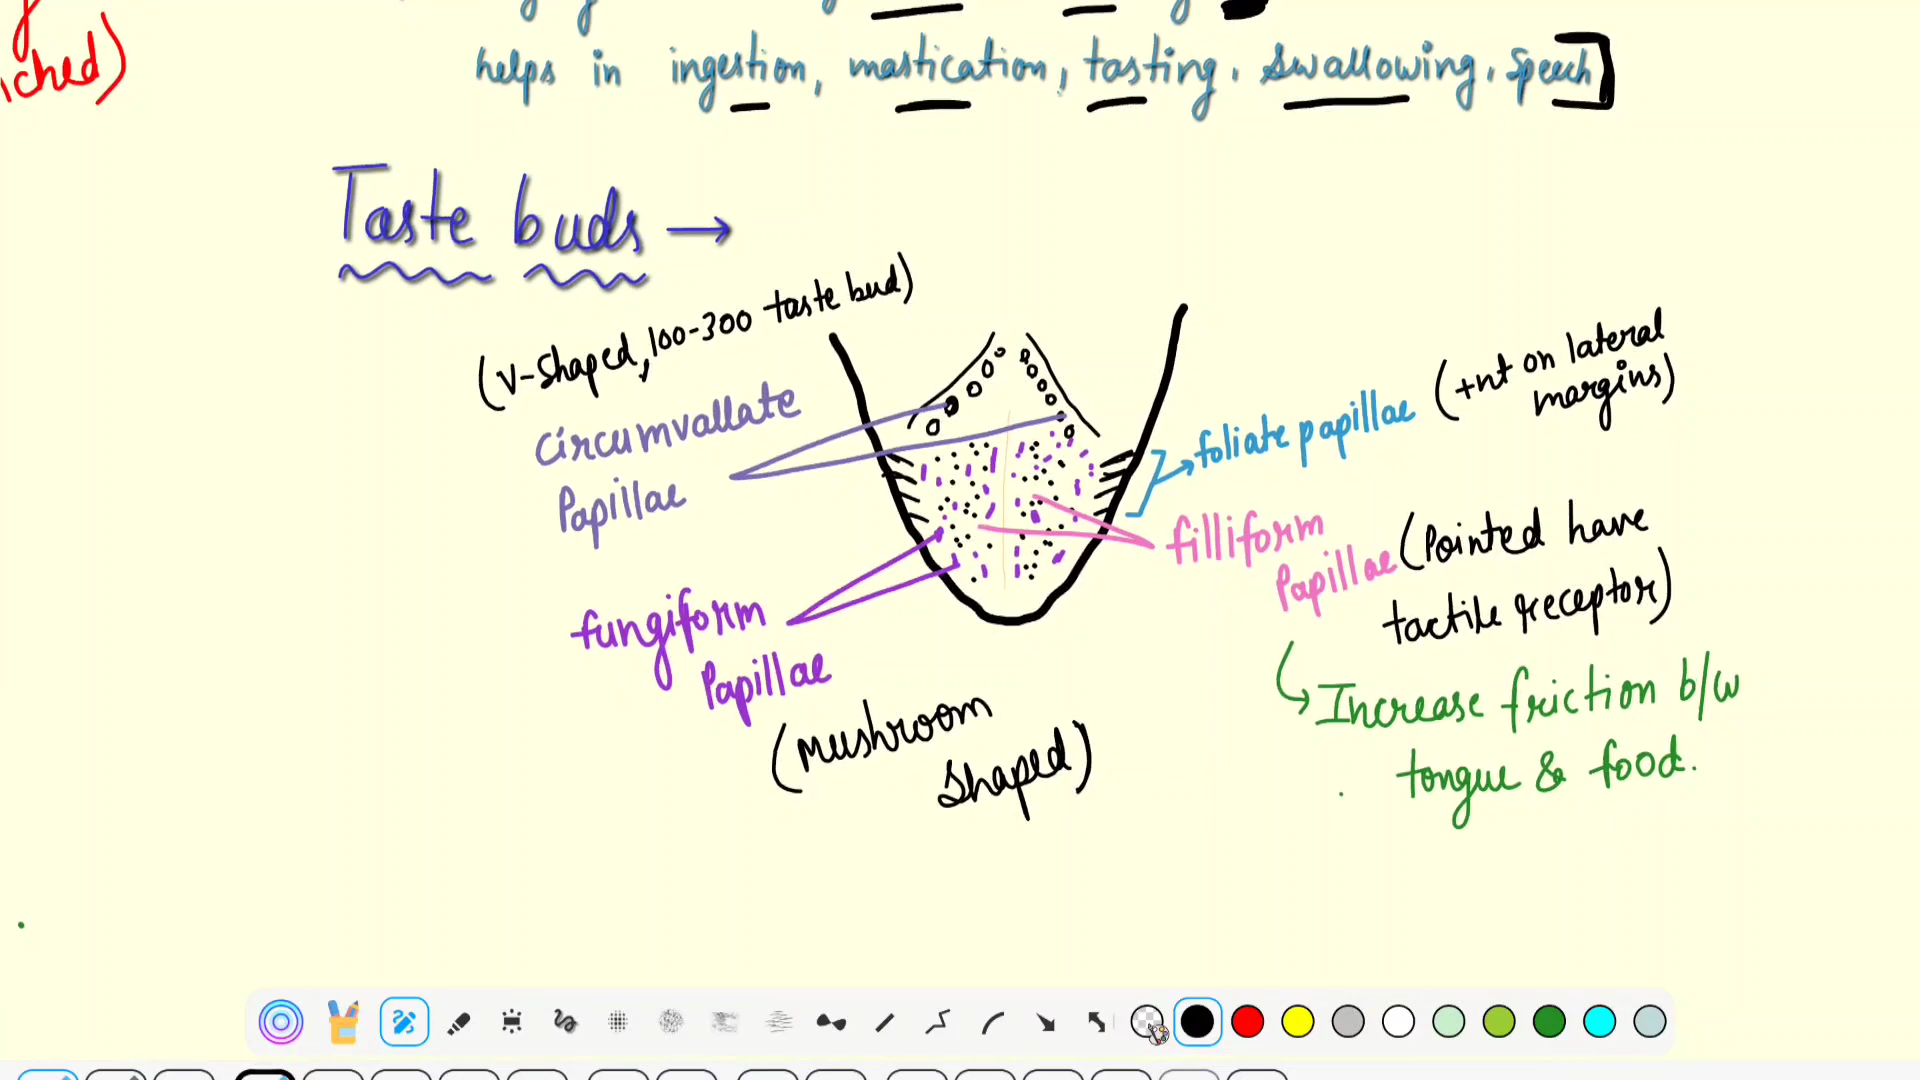 iched)
helps in ingestion, mastication, tasting, swallowing, speech]
Taste buds →
(V-shaped, 100-300 taste bud)
circumvallate
Papillae
foliate papillae (+nt on lateral
margins)
filliform
Papillae (Pointed have
tactile receptor)
↳ Increase friction b/w
tongue & food.
fungiform
Papillae
(Mushroom
shaped)